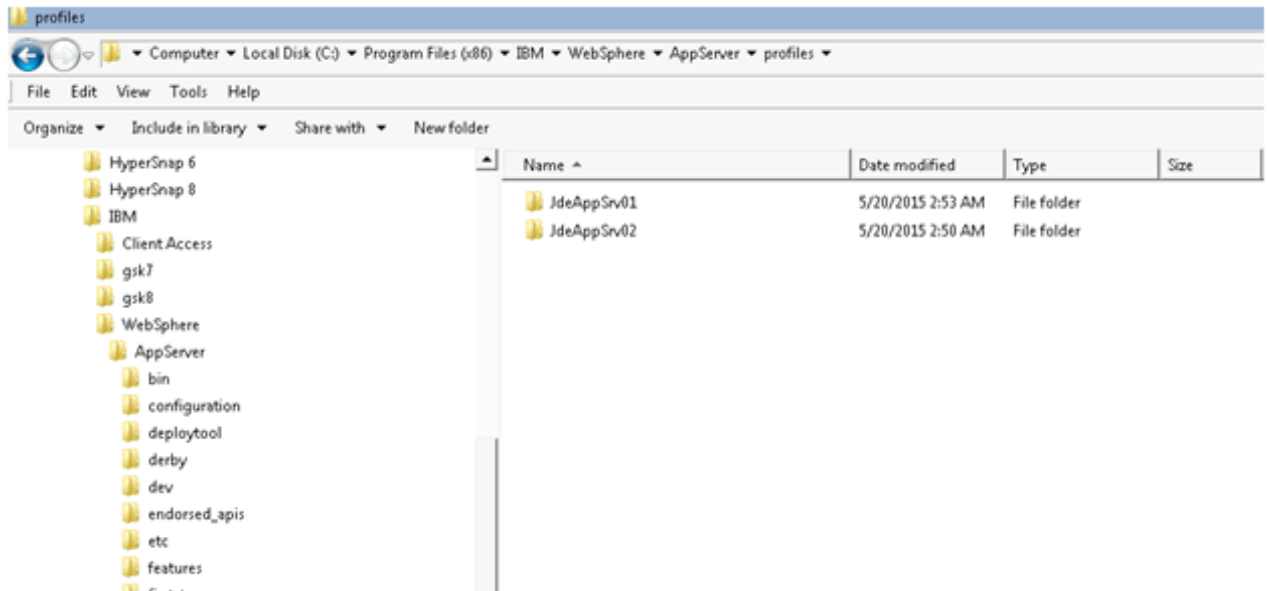 profiles
Computer Local Disk (C:) Program Files (x86) IBM WebSphere AppServer profiles
File Edit View Tools Help
Organize Include in library Share with New folder
HyperSnap 6
HyperSnap 8
IBM
Client Access
gsk7
gsk8
WebSphere
AppServer
bin
configuration
deploytool
derby
dev
endorsed_apis
etc
features
Name Date modified Type Size
JdeAppSrv01 5/20/2015 2:53 AM File folder
JdeAppSrv02 5/20/2015 2:50 AM File folder